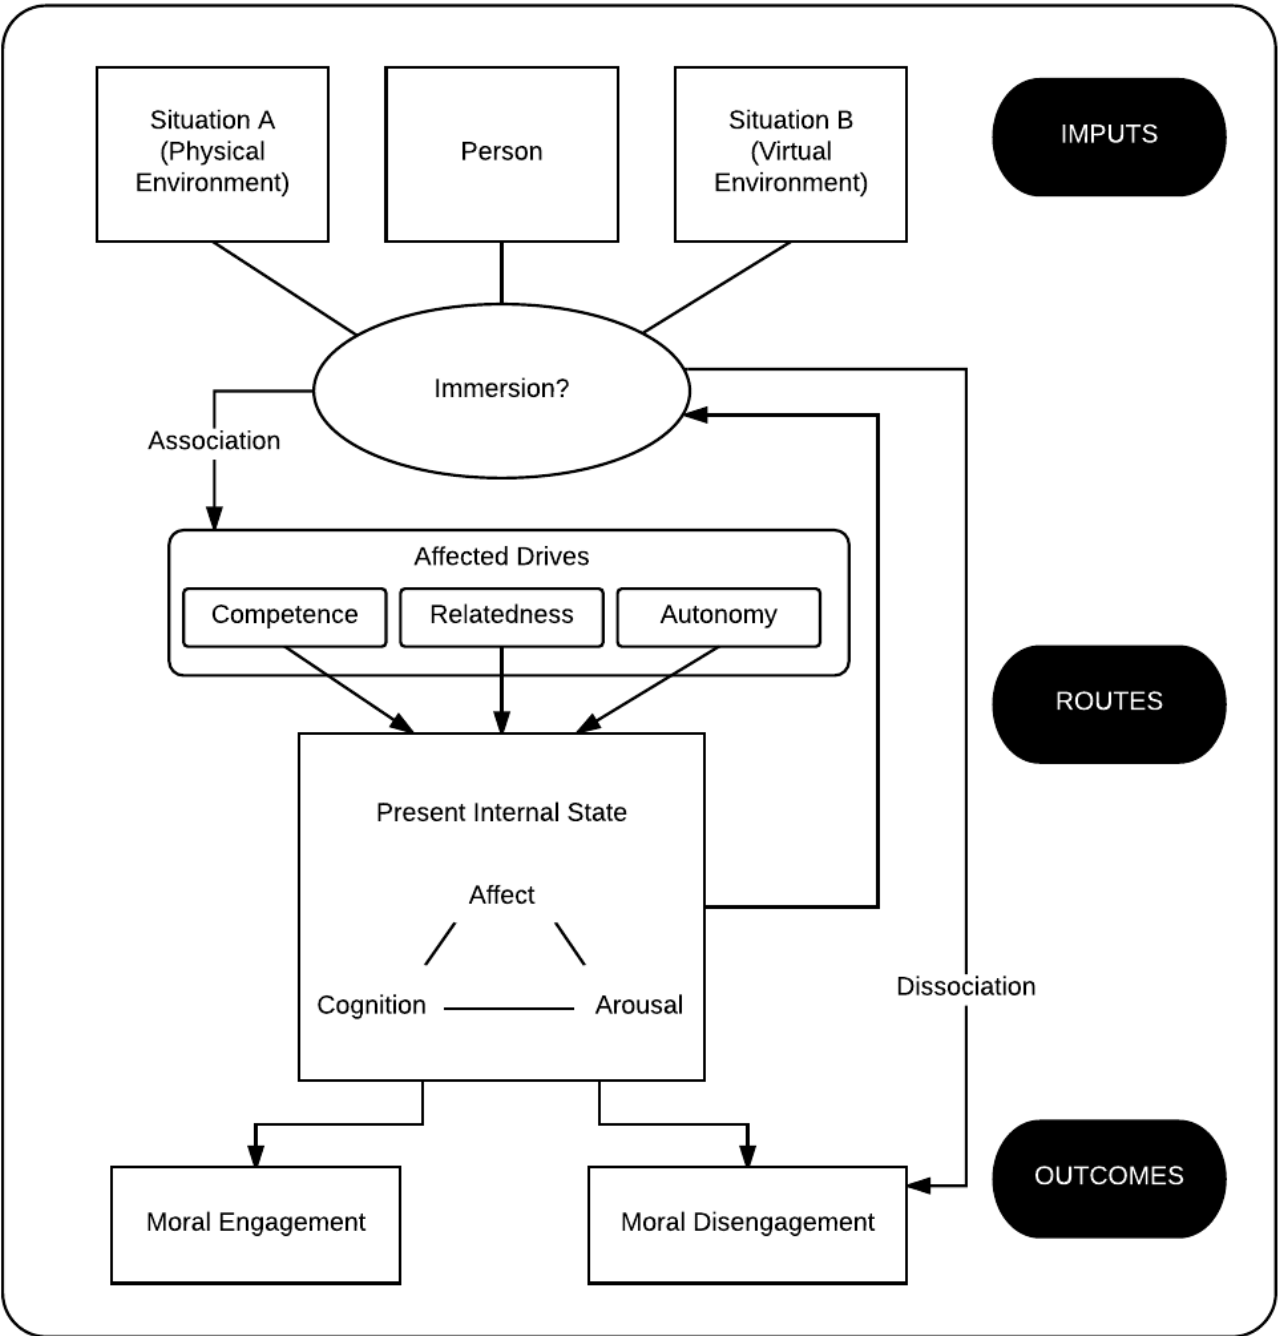 Situation A
(Physical
Environment)
Person
Situation B
(Virtual
Environment)
IMPUTS
Immersion?
Association
Affected Drives
Competence
Relatedness
Autonomy
ROUTES
Present Internal State
Affect
Cognition
Arousal
Dissociation
OUTCOMES
Moral Engagement
Moral Disengagement